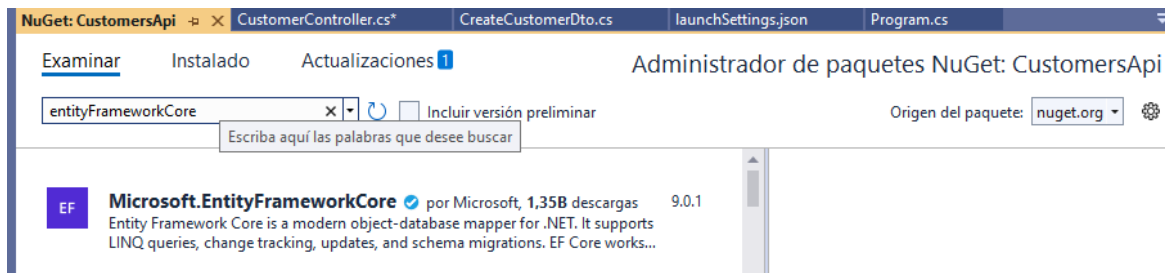 NuGet: CustomersApi CustomerController.cs* CreateCustomerDto.cs launchSettings.json Program.cs
Examinar Instalado Actualizaciones 1 Administrador de paquetes NuGet: CustomersApi
entityFrameworkCore Incluir versión preliminar Origen del paquete: nuget.org
Escriba aquí las palabras que desee buscar
EF Microsoft.EntityFrameworkCore por Microsoft, 1,35B descargas 9.0.1
Entity Framework Core is a modern object-database mapper for .NET. It supports
LINQ queries, change tracking, updates, and schema migrations. EF Core works...